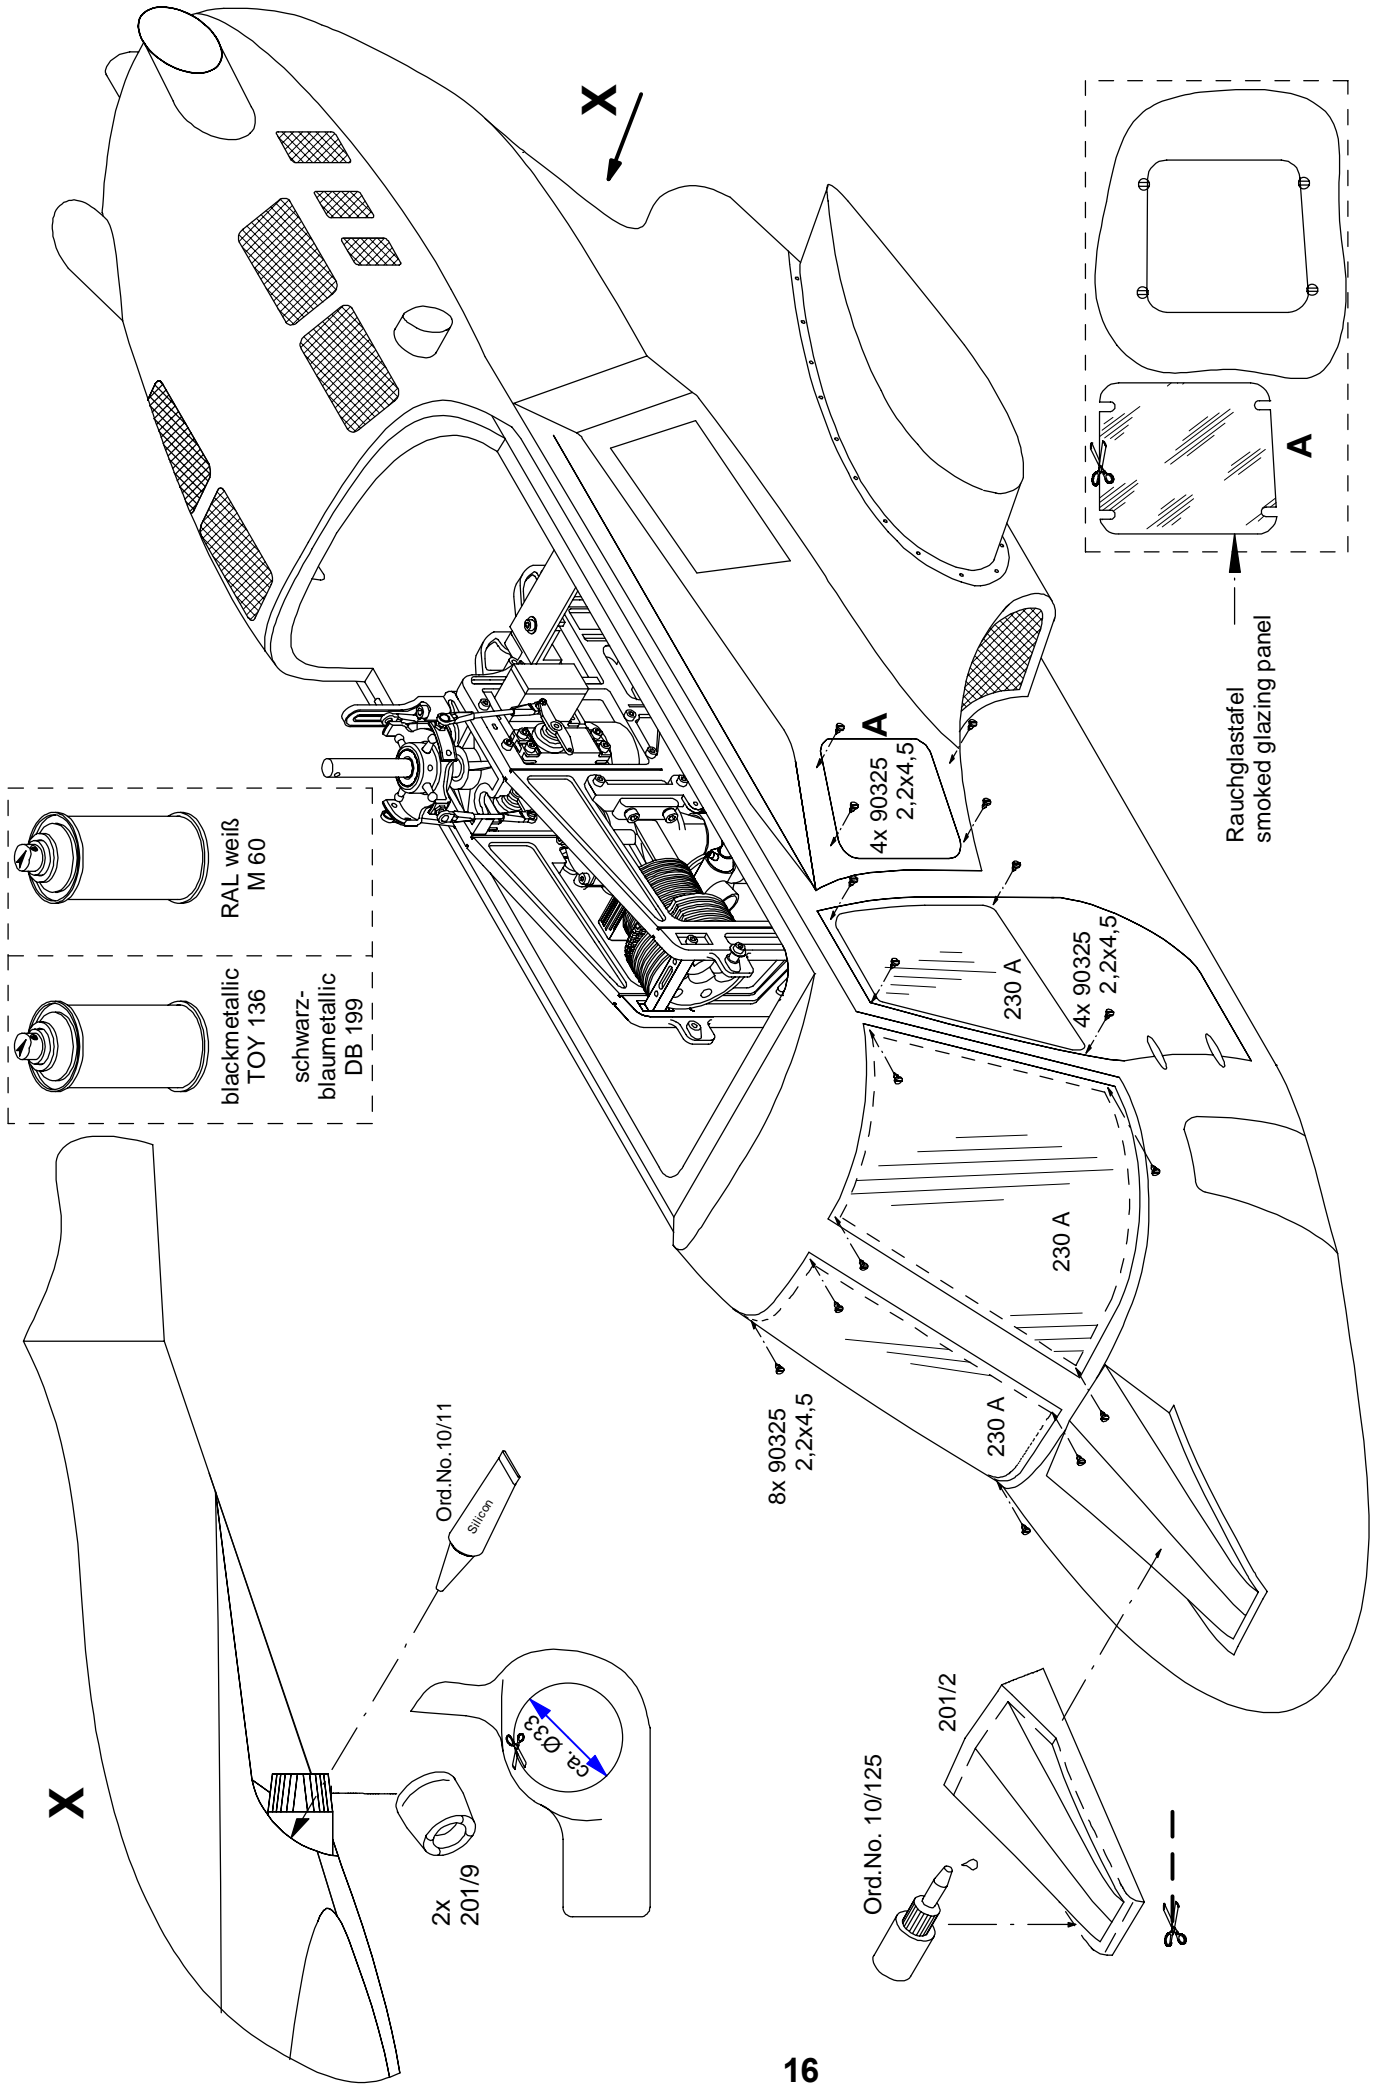 X
Ord.No.10/11
Silicon
2x
201/9
ca. Ø33
blackmetallic
TOY 136
schwarz-
blaumetallic
DB 199
RAL weiß
M 60
X
Ord.No. 10/125
201/2
8x 90325
2,2x4,5
230 A
230 A
230 A
4x 90325
2,2x4,5
4x 90325
2,2x4,5
A
Rauchglastafel
smoked glazing panel
A
16